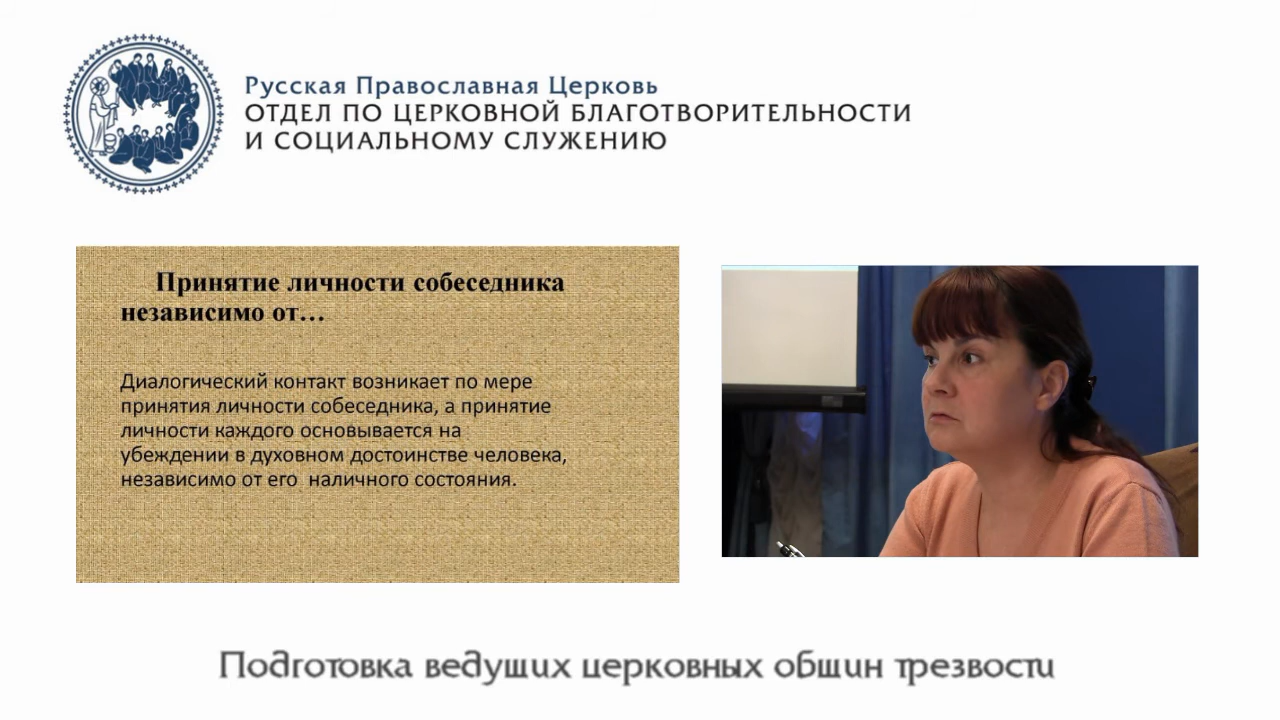 Русская Православная Церковь
ОТДЕЛ ПО ЦЕРКОВНОЙ БЛАГОТВОРИТЕЛЬНОСТИ
И СОЦИАЛЬНОМУ СЛУЖЕНИЮ
Принятие личности собеседника
независимо от…
Диалогический контакт возникает по мере
принятия личности собеседника, а принятие
личности каждого основывается на
убеждении в духовном достоинстве человека,
независимо от его наличного состояния.
Подготовка ведущих церковных общин трезвости